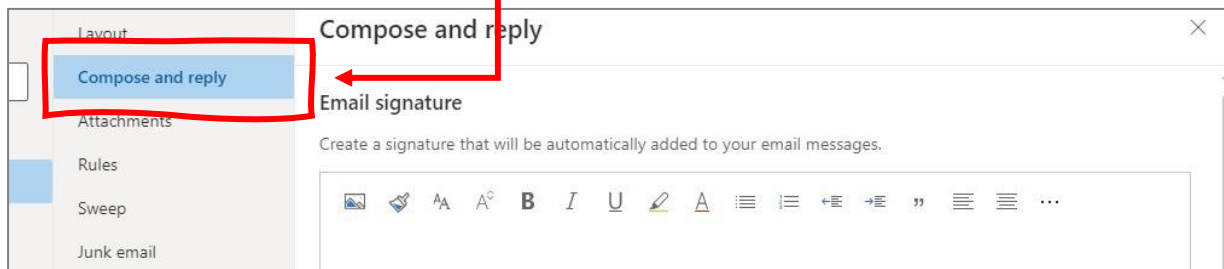 Layout
Compose and reply
Attachments
Rules
Sweep
Junk email
Compose and reply
Email signature
Create a signature that will be automatically added to your email messages.